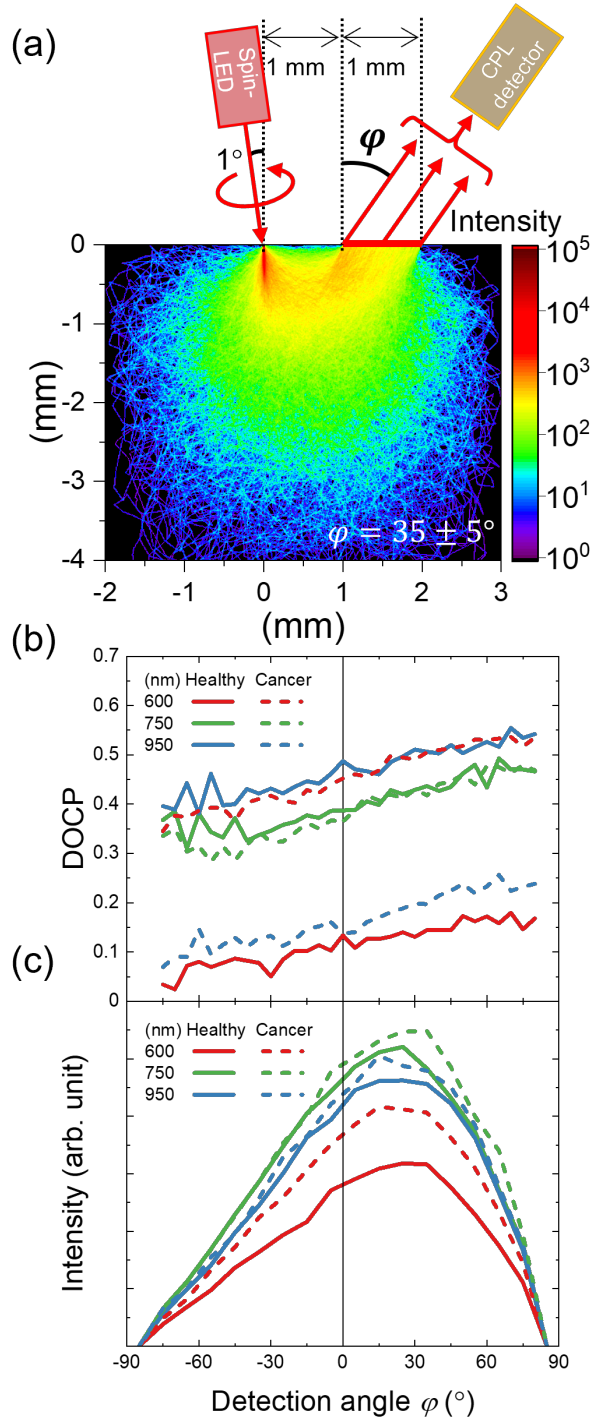 (a)
Spin-
LED
1 mm
1 mm
CPL
detector
1°
φ
Intensity
0
-1
-2
-3
-4
(mm)
10⁵
10⁴
10³
10²
10¹
10⁰
φ = 35 ± 5°
-2
-1
0
1
2
3
(mm)
(b)
0.7
0.6
0.5
0.4
0.3
0.2
0.1
0
DOCP
(nm) Healthy Cancer
600
750
950
(c)
(nm) Healthy Cancer
600
750
950
Intensity (arb. unit)
-90
-60
-30
0
30
60
90
Detection angle φ (°)